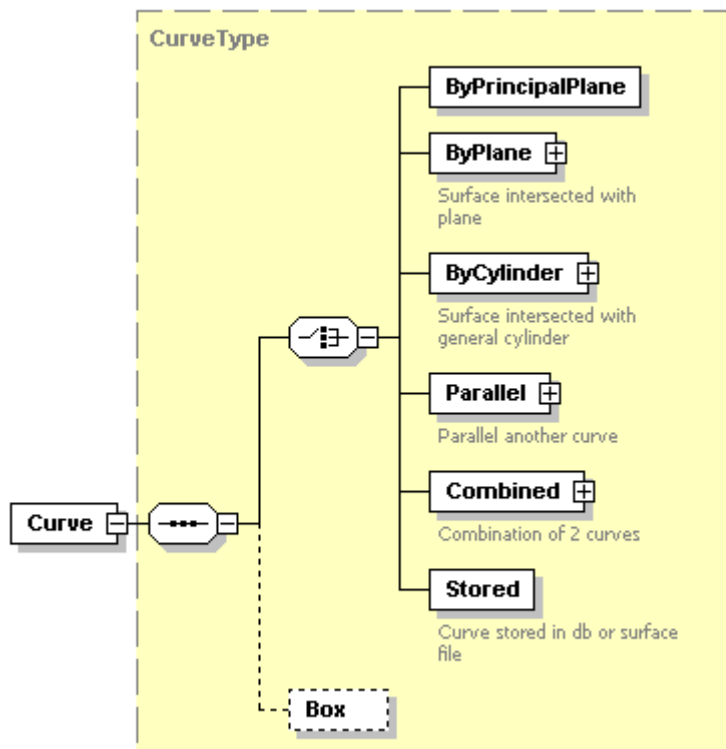 CurveType
ByPrincipalPlane
ByPlane
Surface intersected with
plane
ByCylinder
Surface intersected with
general cylinder
Parallel
Parallel another curve
Curve
Combined
Combination of 2 curves
Stored
Curve stored in db or surface
file
Box